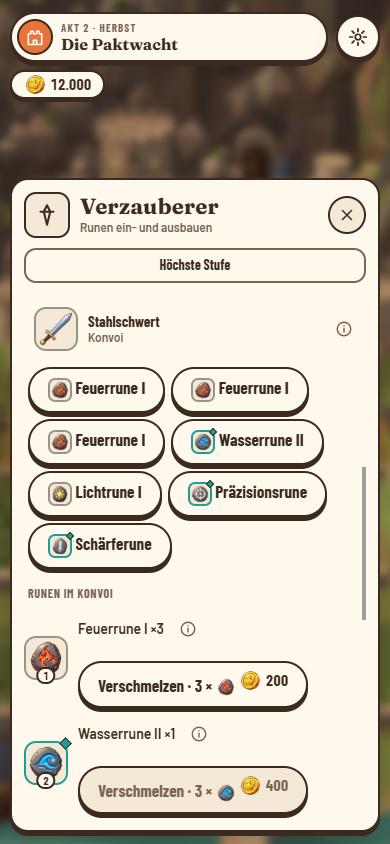 AKT 2 · HERBST
Die Paktwacht
12.000
Verzauberer
Runen ein- und ausbauen
Höchste Stufe
Stahlschwert
Konvoi
Feuerrune I
Feuerrune I
Feuerrune I
Wasserrune II
Lichtrune I
Präzisionsrune
Schärferune
RUNEN IM KONVOI
Feuerrune I ×3
1
Verschmelzen · 3 × 200
Wasserrune II ×1
2
Verschmelzen · 3 × 400